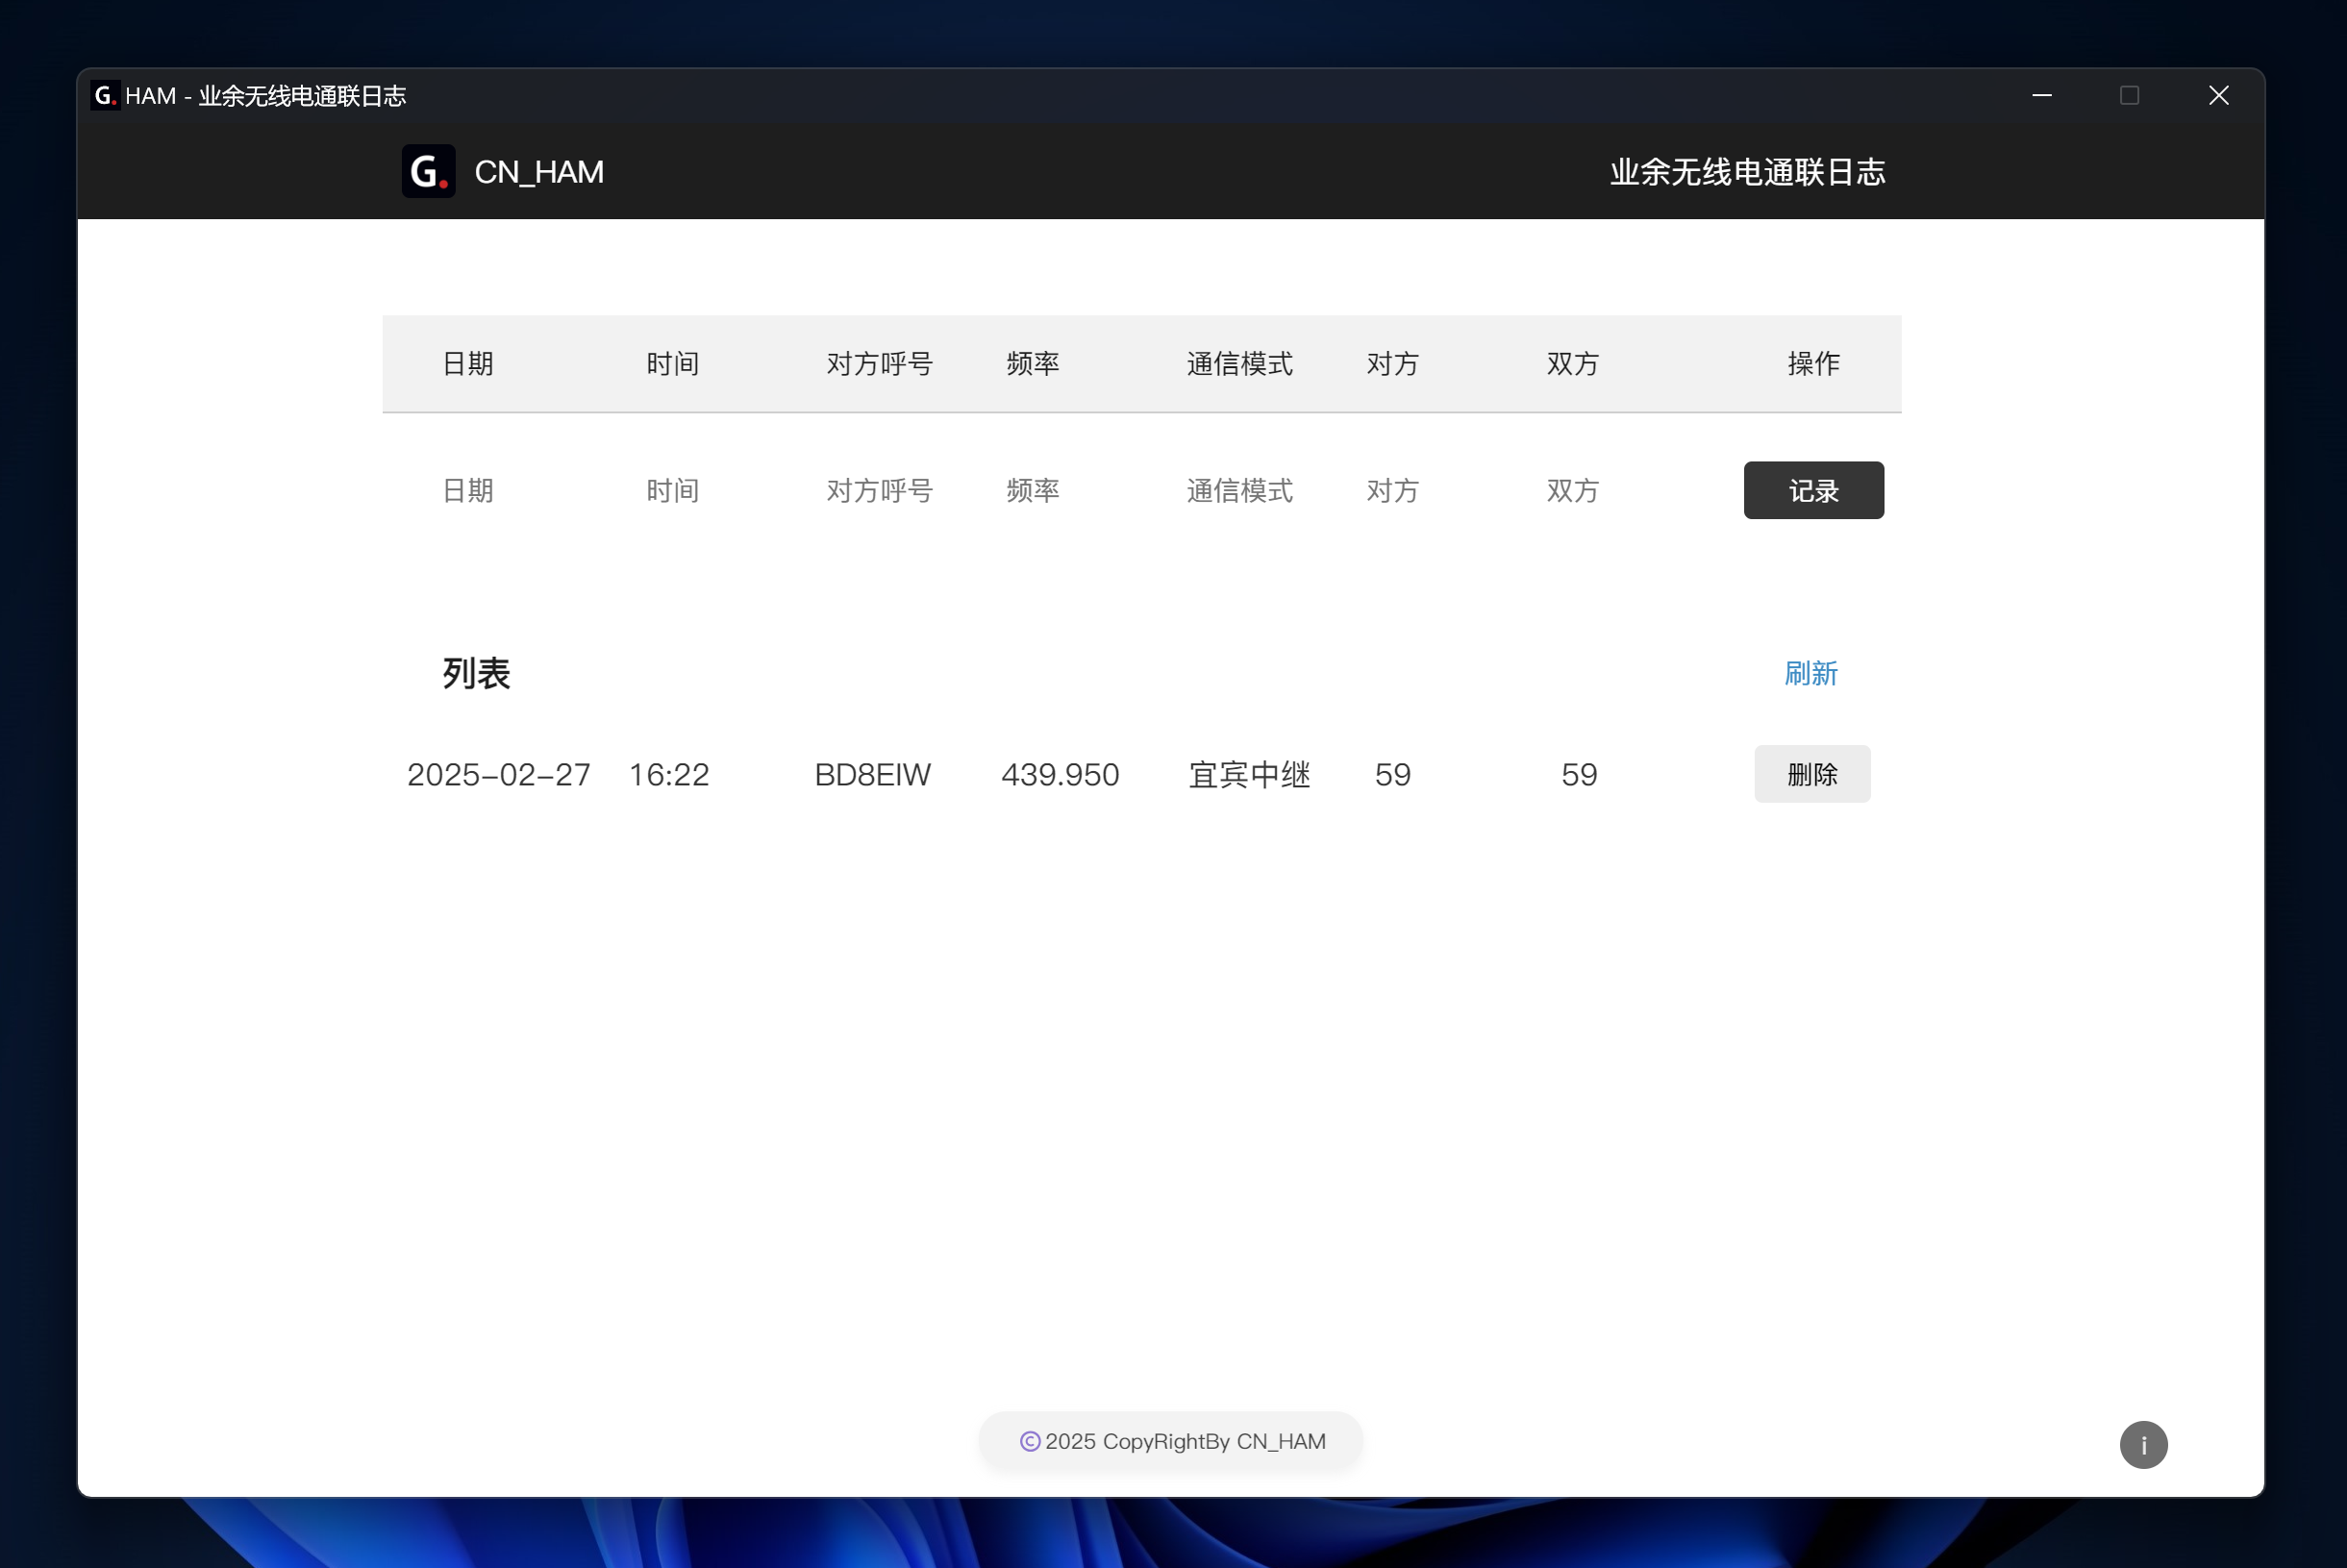 G. HAM - 业余无线电通联日志
G. CN_HAM 业余无线电通联日志
日期 时间 对方呼号 频率 通信模式 对方 双方 操作
日期 时间 对方呼号 频率 通信模式 对方 双方 记录
列表 刷新
2025-02-27 16:22 BD8EIW 439.950 宜宾中继 59 59 删除
© 2025 CopyRightBy CN_HAM
i